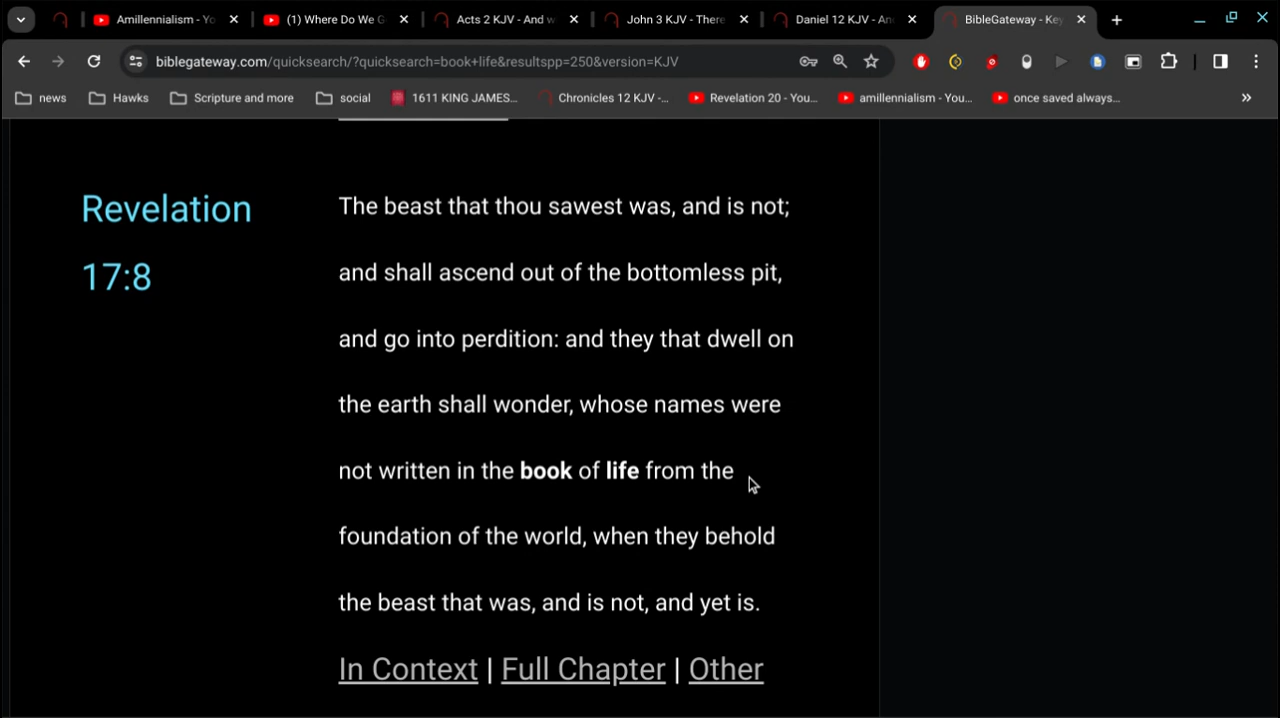 Amillennialism - Yo
(1) Where Do We G
Acts 2 KJV - And w
John 3 KJV - There
Daniel 12 KJV - An
BibleGateway - Key
biblegateway.com/quicksearch/?quicksearch=book+life&resultspp=250&version=KJV
news
Hawks
Scripture and more
social
1611 KING JAMES...
Chronicles 12 KJV -...
Revelation 20 - You...
amillennialism - You...
once saved always...
Revelation
17:8
The beast that thou sawest was, and is not;
and shall ascend out of the bottomless pit,
and go into perdition: and they that dwell on
the earth shall wonder, whose names were
not written in the book of life from the
foundation of the world, when they behold
the beast that was, and is not, and yet is.
In Context | Full Chapter | Other